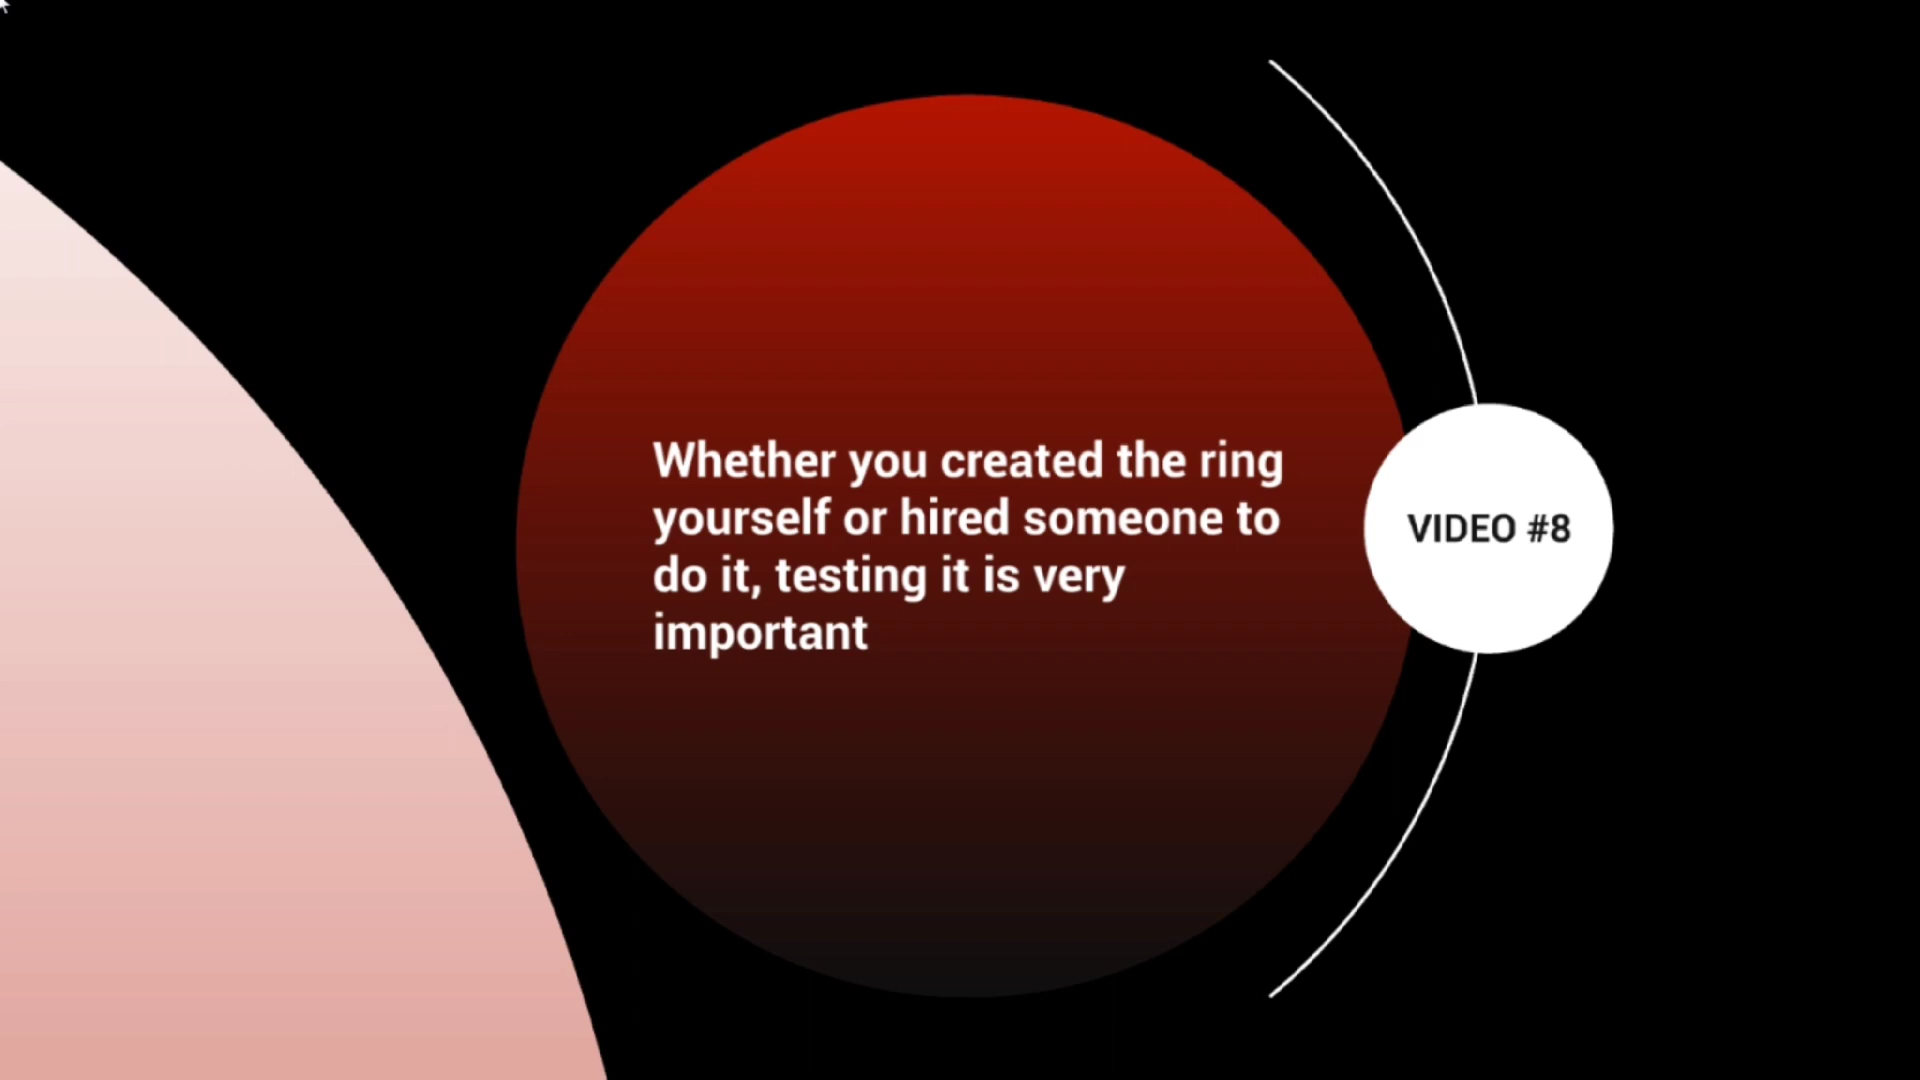 Whether you created the ring
yourself or hired someone to
do it, testing it is very
important
VIDEO #8